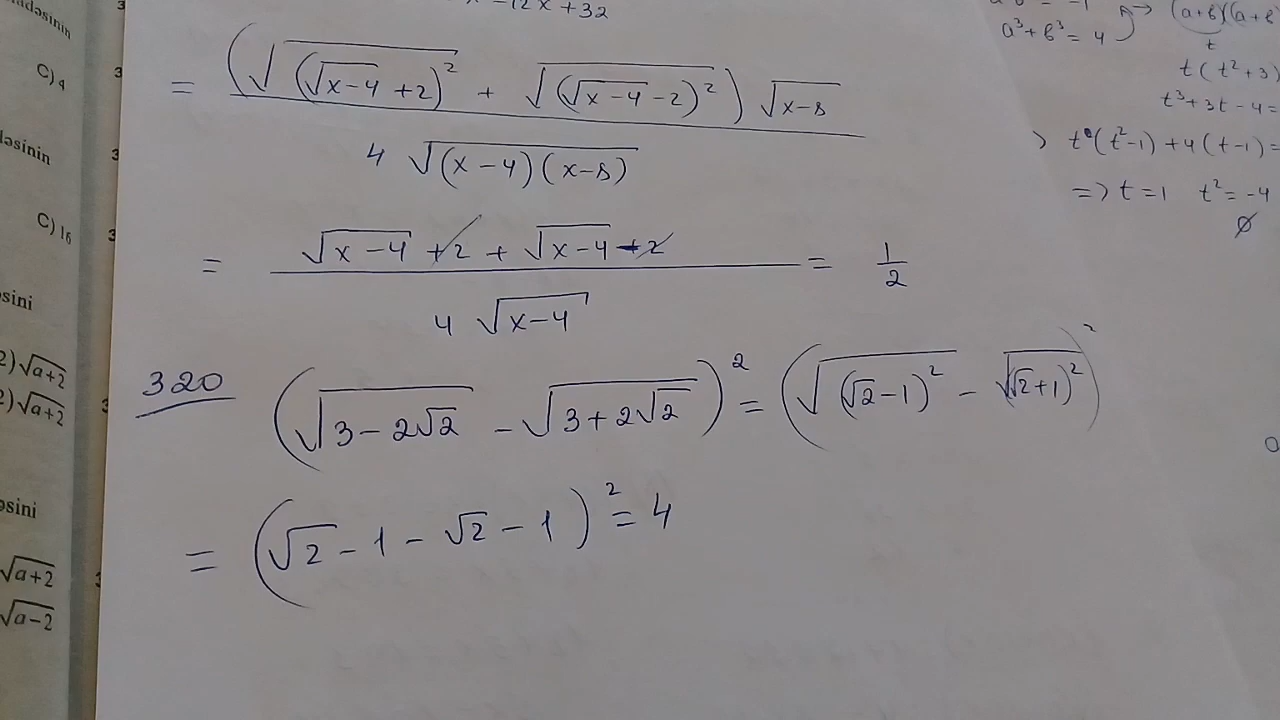 -12x+32
= ((√((√(x-4)+2)²) + √((√(x-4)-2)²)) √(x-8)) / (4√((x-4)(x-8)))
= (√(x-4) +2 + √(x-4) -2) / (4√(x-4)) = 1/2
320 (√(3-2√2) - √(3+2√2))² = (√((√2-1)²) - √((√2+1)²))²
= (√2-1-√2-1)² = 4
a³+b³=4
t
t(t²+3)
t³+3t-4=
t(t²-1)+4(t-1)=
=> t=1 t²=-4
∅
C) 4
C) 16
√(a+2)
√(a+2)
√(a+2)
√(a-2)